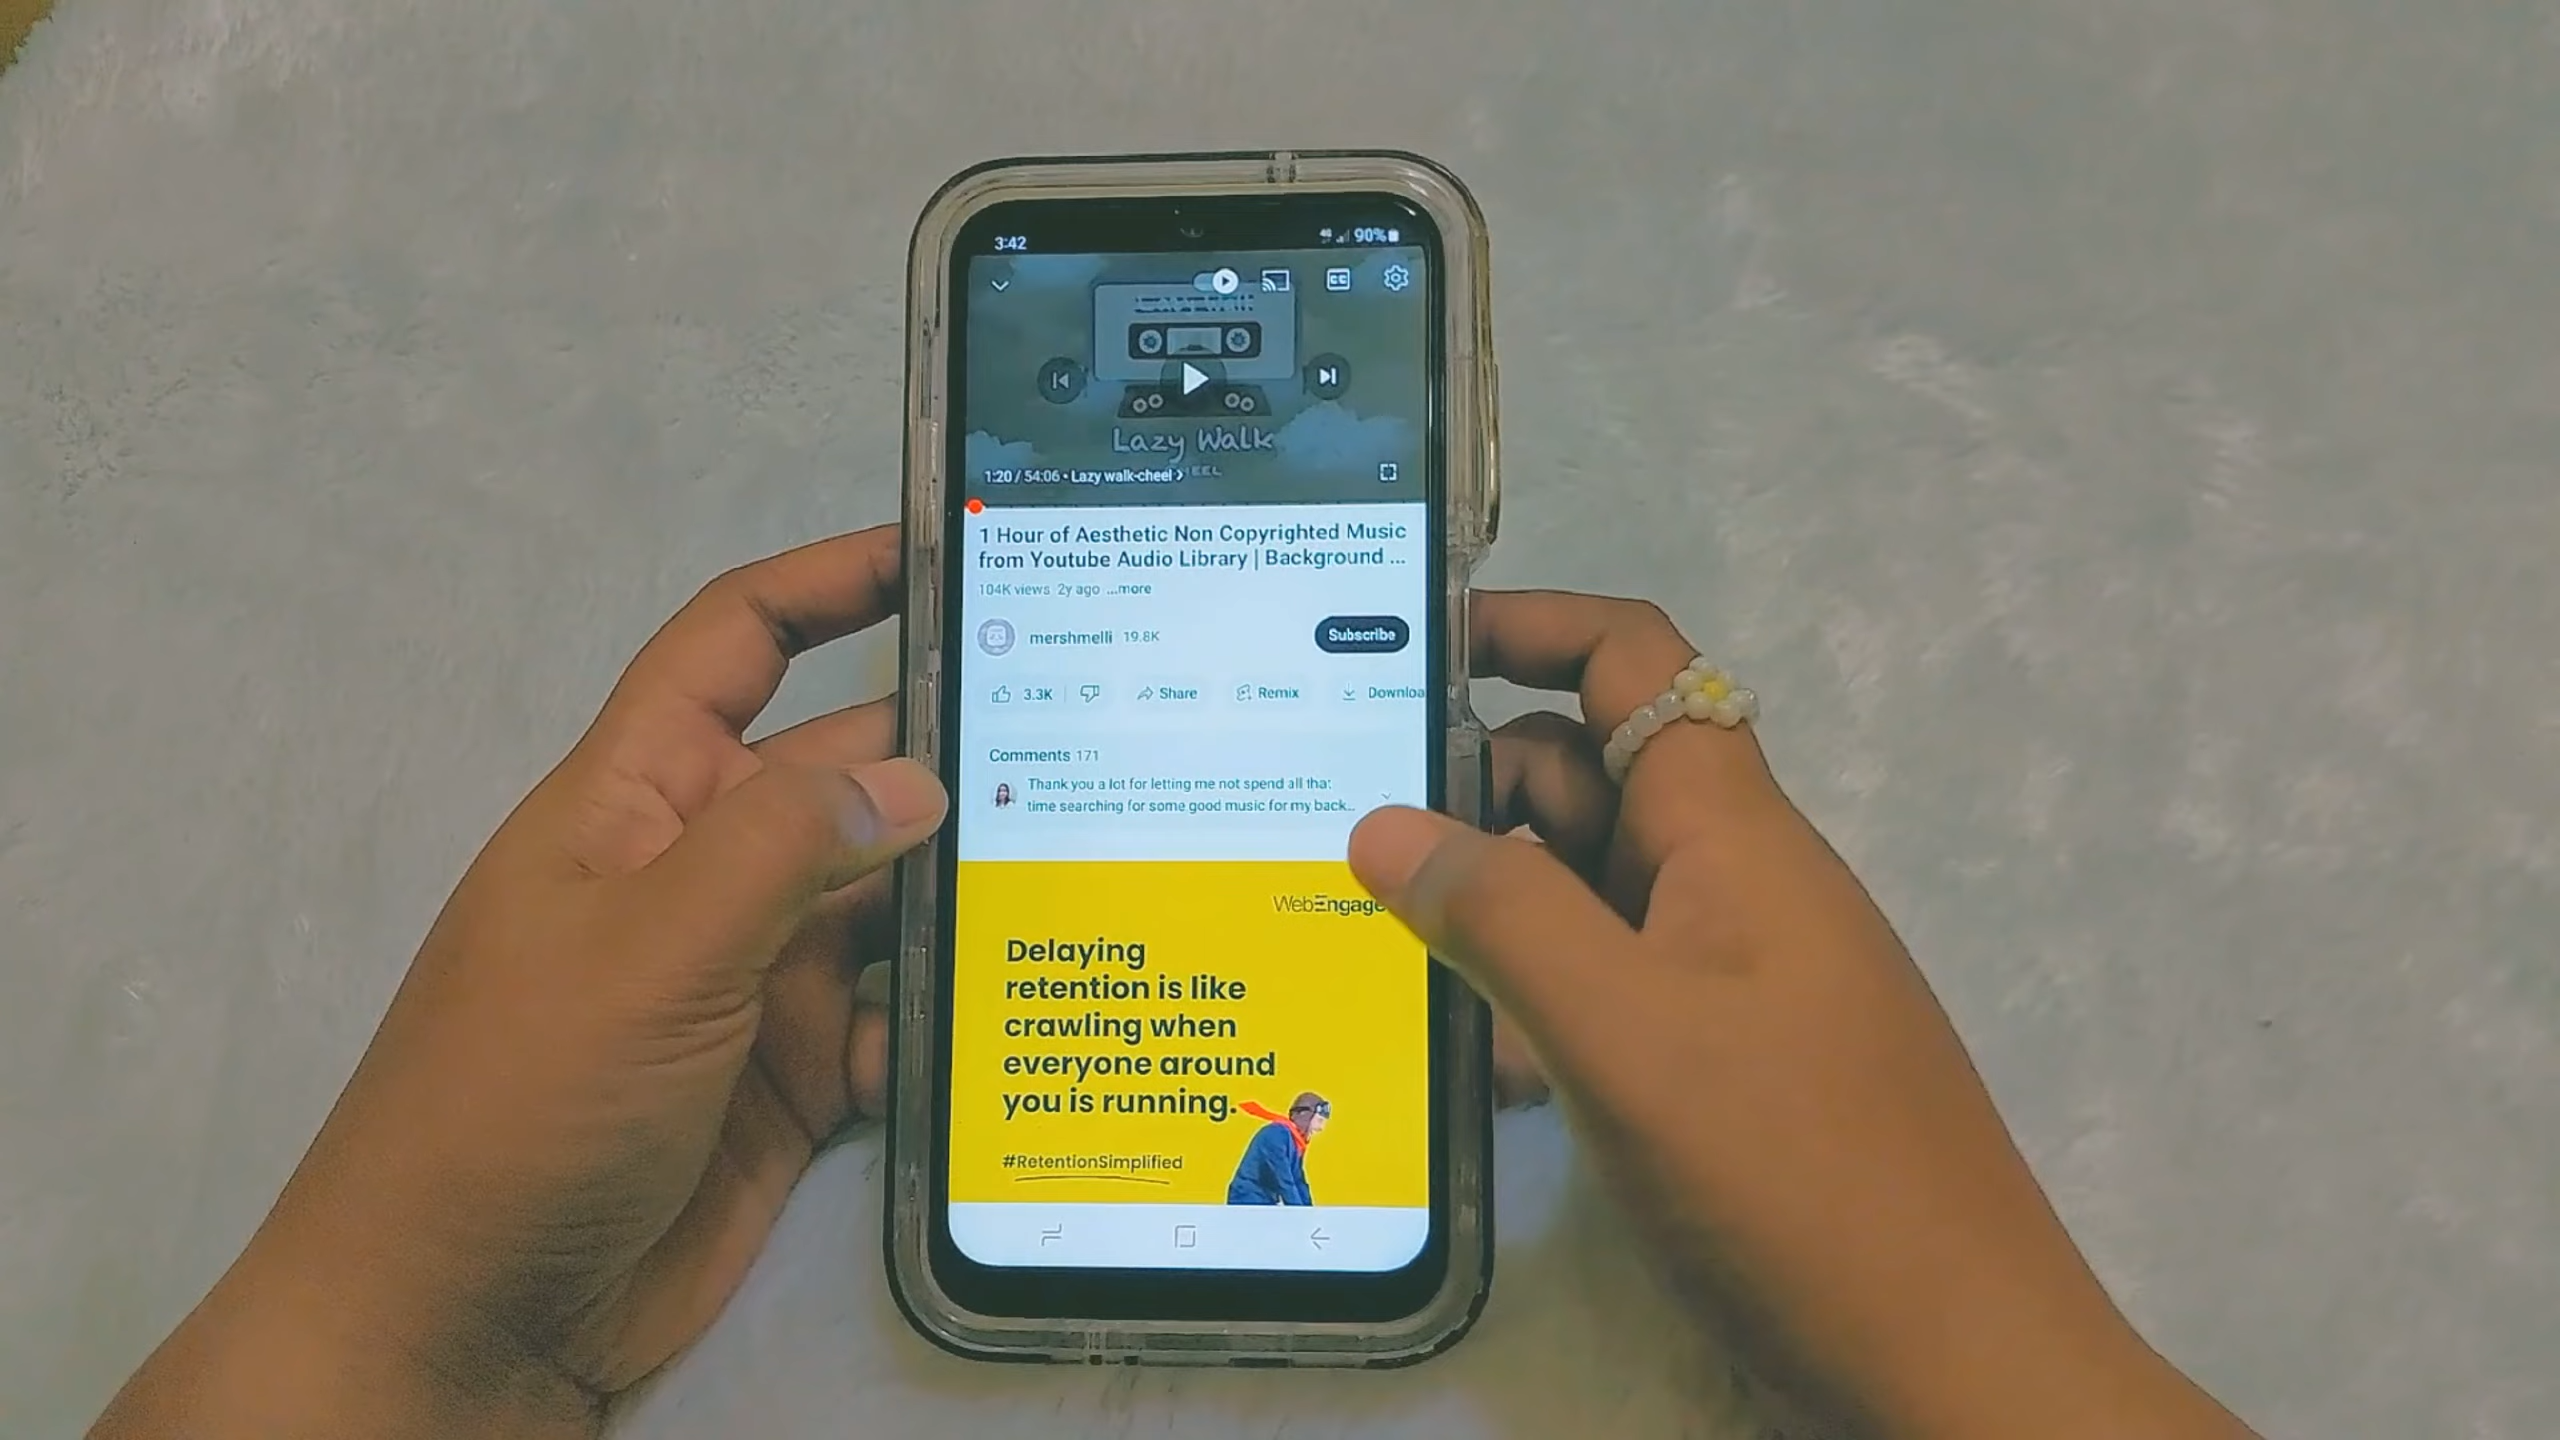 3:42
4G 90%
CC
Lazy Walk
CHEEL
1:20 / 54:06 • Lazy walk-cheel >
1 Hour of Aesthetic Non Copyrighted Music
from Youtube Audio Library | Background ...
104K views 2y ago ...more
mershmelli 19.8K
Subscribe
3.3K Share Remix Downloa
Comments 171
Thank you a lot for letting me not spend all that
time searching for some good music for my back...
WebEngage
Delaying
retention is like
crawling when
everyone around
you is running.
#RetentionSimplified